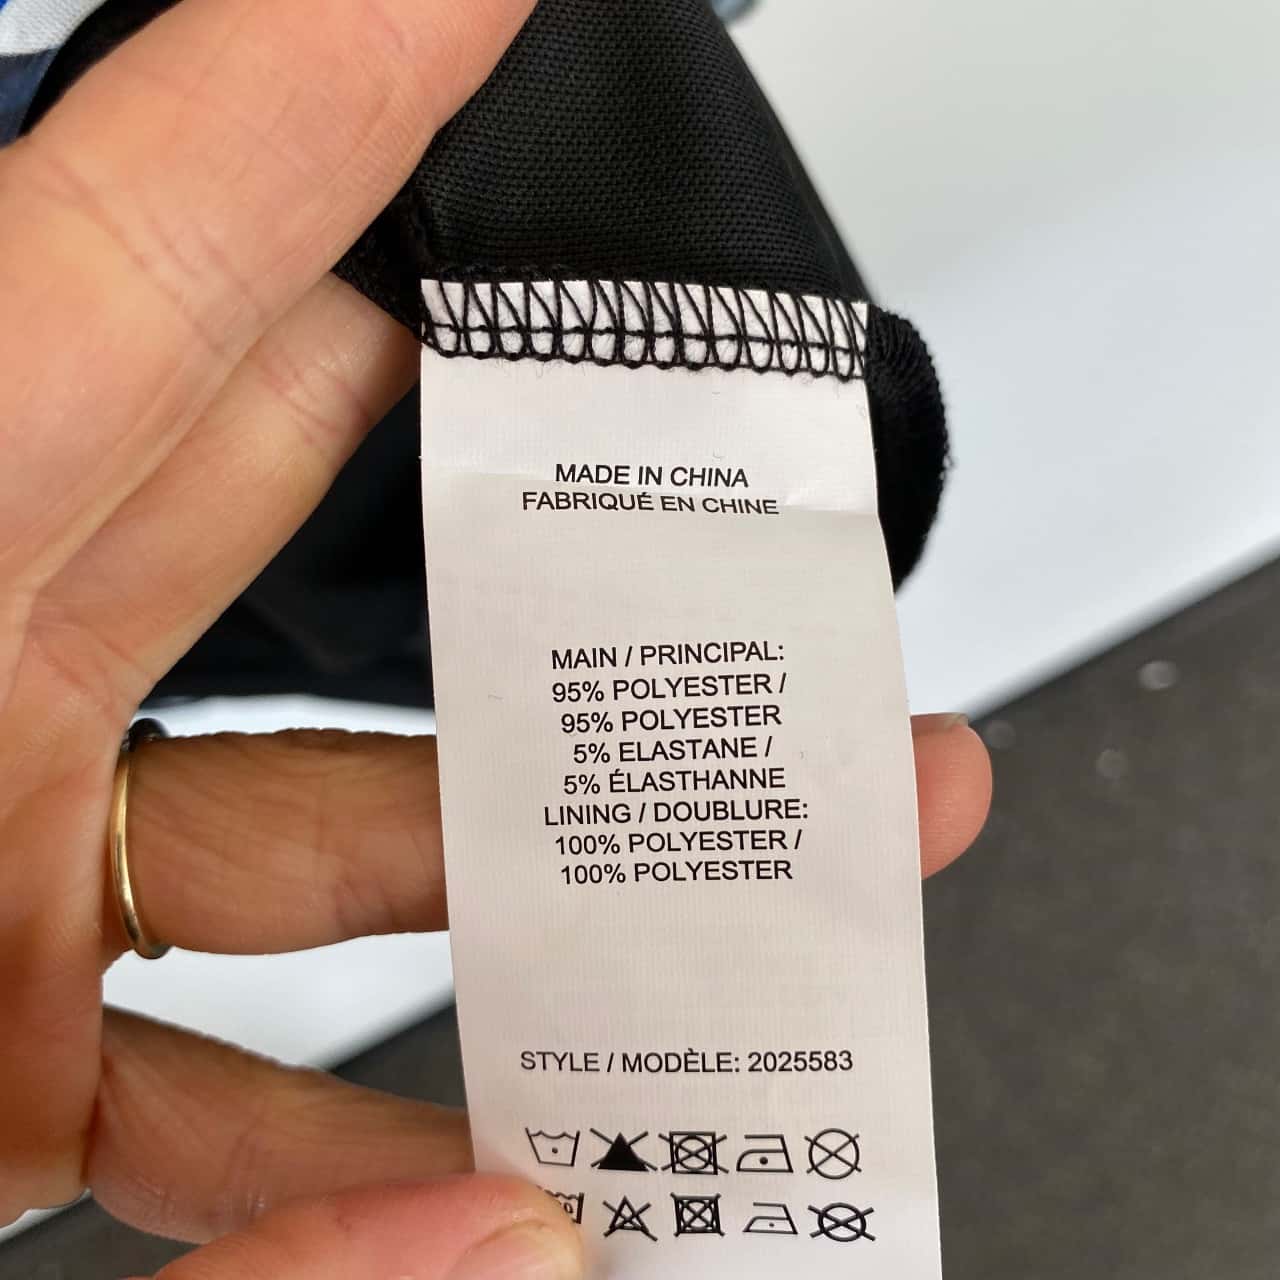 MADE IN CHINA
FABRIQUÉ EN CHINE
MAIN / PRINCIPAL:
95% POLYESTER /
95% POLYESTER
5% ELASTANE /
5% ÉLASTHANNE
LINING / DOUBLURE:
100% POLYESTER /
100% POLYESTER
STYLE / MODÈLE: 2025583